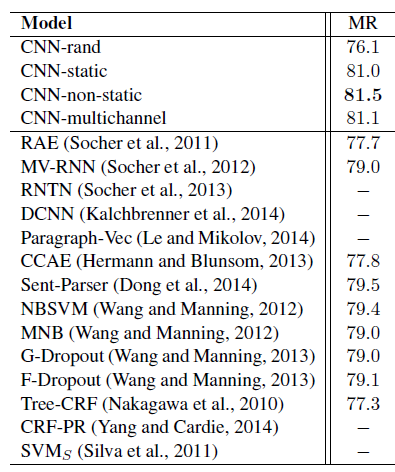 Model MR
CNN-rand 76.1
CNN-static 81.0
CNN-non-static 81.5
CNN-multichannel 81.1
RAE (Socher et al., 2011) 77.7
MV-RNN (Socher et al., 2012) 79.0
RNTN (Socher et al., 2013) –
DCNN (Kalchbrenner et al., 2014) –
Paragraph-Vec (Le and Mikolov, 2014) –
CCAE (Hermann and Blunsom, 2013) 77.8
Sent-Parser (Dong et al., 2014) 79.5
NBSVM (Wang and Manning, 2012) 79.4
MNB (Wang and Manning, 2012) 79.0
G-Dropout (Wang and Manning, 2013) 79.0
F-Dropout (Wang and Manning, 2013) 79.1
Tree-CRF (Nakagawa et al., 2010) 77.3
CRF-PR (Yang and Cardie, 2014) –
SVMS (Silva et al., 2011) –